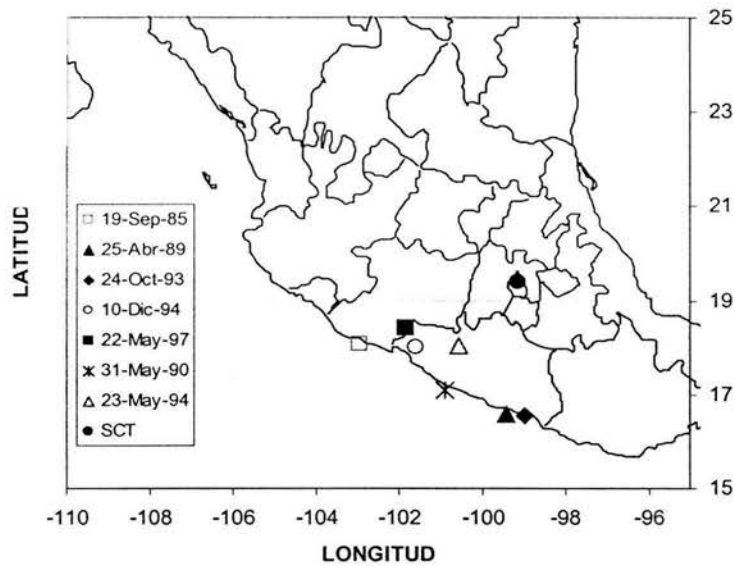 25
23
21
19
17
15
LATITUD
19-Sep-85
25-Abr-89
24-Oct-93
10-Dic-94
22-May-97
31-May-90
23-May-94
SCT
-110 -108 -106 -104 -102 -100 -98 -96
LONGITUD